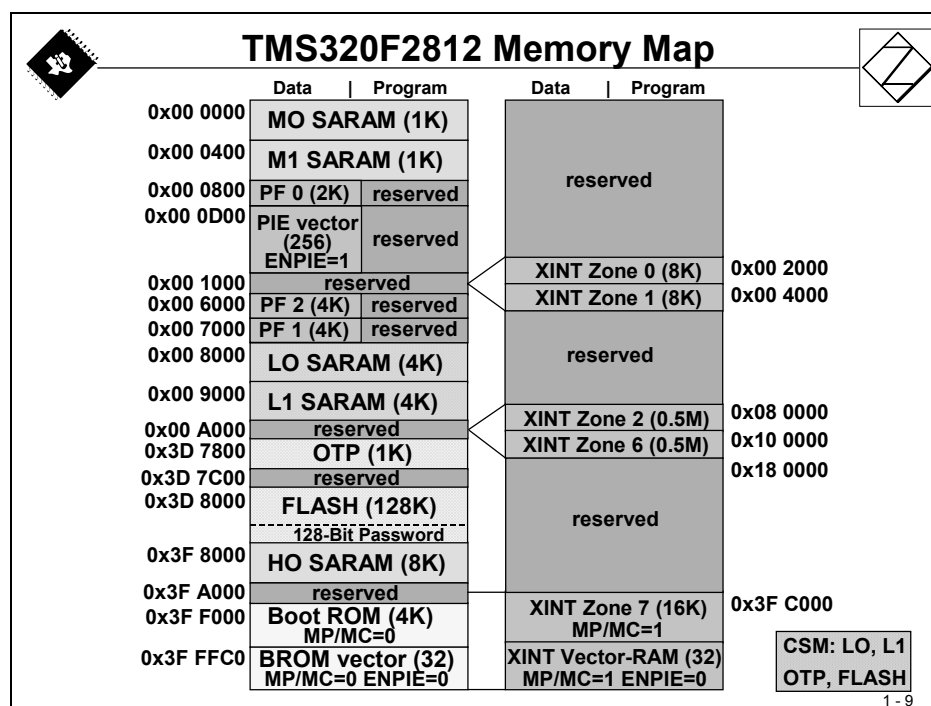 TMS320F2812 Memory Map
Data | Program
0x00 0000
MO SARAM (1K)
0x00 0400
M1 SARAM (1K)
0x00 0800
PF 0 (2K)
reserved
0x00 0D00
PIE vector
(256)
ENPIE=1
reserved
0x00 1000
reserved
0x00 6000
PF 2 (4K)
reserved
0x00 7000
PF 1 (4K)
reserved
0x00 8000
LO SARAM (4K)
0x00 9000
L1 SARAM (4K)
0x00 A000
reserved
0x3D 7800
OTP (1K)
0x3D 7C00
reserved
0x3D 8000
FLASH (128K)
128-Bit Password
0x3F 8000
HO SARAM (8K)
0x3F A000
reserved
0x3F F000
Boot ROM (4K)
MP/MC=0
0x3F FFC0
BROM vector (32)
MP/MC=0 ENPIE=0
Data | Program
reserved
XINT Zone 0 (8K)
0x00 2000
XINT Zone 1 (8K)
0x00 4000
reserved
XINT Zone 2 (0.5M)
0x08 0000
XINT Zone 6 (0.5M)
0x10 0000
0x18 0000
reserved
XINT Zone 7 (16K)
MP/MC=1
0x3F C000
XINT Vector-RAM (32)
MP/MC=1 ENPIE=0
CSM: LO, L1
OTP, FLASH
1 - 9